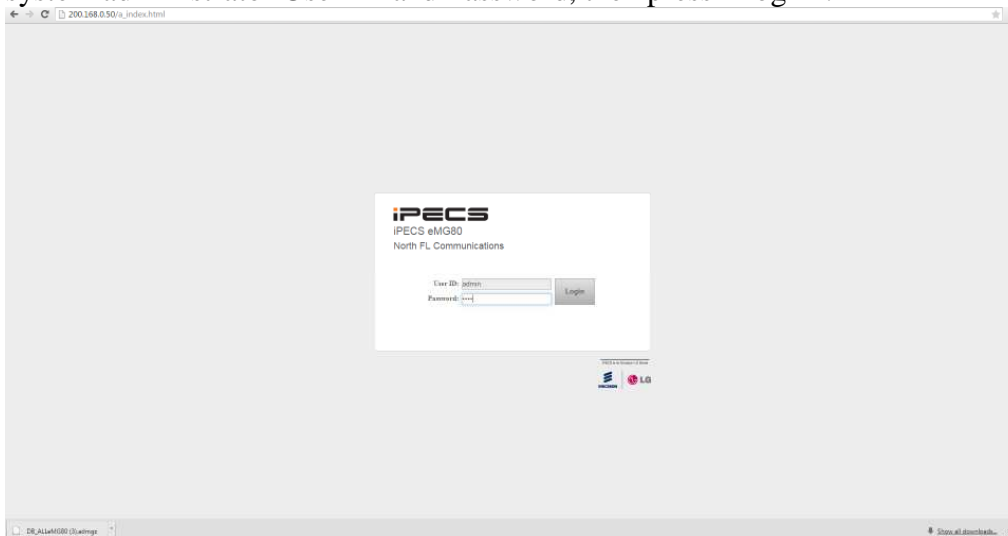 200.168.0.50/a_index.html
iPECS
iPECS eMG80
North FL Communications
User ID: admin
Password: ••••
Login
ERICSSON LG
DB_ALLeMG80 (3).admgz
Show all downloads...